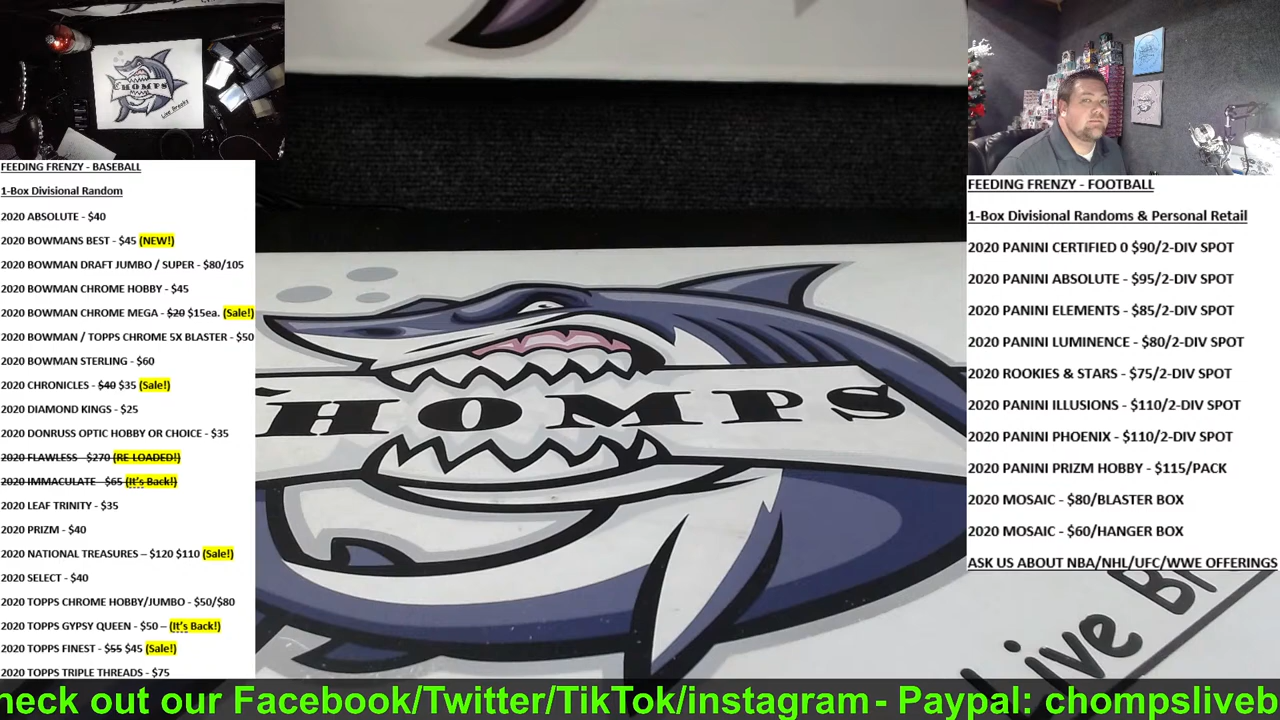 CHOMPS
Live Breaks
FEEDING FRENZY - BASEBALL
1-Box Divisional Random
2020 ABSOLUTE - $40
2020 BOWMANS BEST - $45 (NEW!)
2020 BOWMAN DRAFT JUMBO / SUPER - $80/105
2020 BOWMAN CHROME HOBBY - $45
2020 BOWMAN CHROME MEGA - $20 $15ea. (Sale!)
2020 BOWMAN / TOPPS CHROME 5X BLASTER - $50
2020 BOWMAN STERLING - $60
2020 CHRONICLES - $40 $35 (Sale!)
2020 DIAMOND KINGS - $25
2020 DONRUSS OPTIC HOBBY OR CHOICE - $35
2020 FLAWLESS - $270 (RE LOADED!)
2020 IMMACULATE - $65 (It's Back!)
2020 LEAF TRINITY - $35
2020 PRIZM - $40
2020 NATIONAL TREASURES – $120 $110 (Sale!)
2020 SELECT - $40
2020 TOPPS CHROME HOBBY/JUMBO - $50/$80
2020 TOPPS GYPSY QUEEN - $50 – (It's Back!)
2020 TOPPS FINEST - $55 $45 (Sale!)
2020 TOPPS TRIPLE THREADS - $75
CHOMPS
Live Br
FEEDING FRENZY - FOOTBALL
1-Box Divisional Randoms & Personal Retail
2020 PANINI CERTIFIED 0 $90/2-DIV SPOT
2020 PANINI ABSOLUTE - $95/2-DIV SPOT
2020 PANINI ELEMENTS - $85/2-DIV SPOT
2020 PANINI LUMINENCE - $80/2-DIV SPOT
2020 ROOKIES & STARS - $75/2-DIV SPOT
2020 PANINI ILLUSIONS - $110/2-DIV SPOT
2020 PANINI PHOENIX - $110/2-DIV SPOT
2020 PANINI PRIZM HOBBY - $115/PACK
2020 MOSAIC - $80/BLASTER BOX
2020 MOSAIC - $60/HANGER BOX
ASK US ABOUT NBA/NHL/UFC/WWE OFFERINGS
heck out our Facebook/Twitter/TikTok/instagram - Paypal: chompsliveb